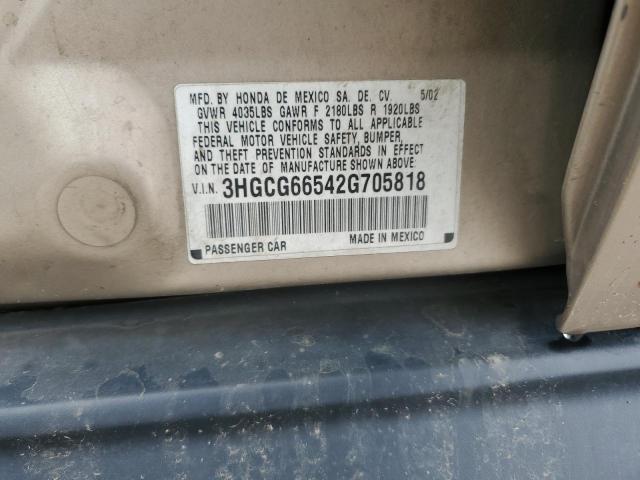 MFD. BY HONDA DE MEXICO SA. DE. CV. 5/02
GVWR 4035LBS GAWR F 2180LBS R 1920LBS
THIS VEHICLE CONFORMS TO ALL APPLICABLE
FEDERAL MOTOR VEHICLE SAFETY, BUMPER,
AND THEFT PREVENTION STANDARDS IN EFFECT
ON THE DATE OF MANUFACTURE SHOWN ABOVE.
V.I.N. 3HGCG66542G705818
PASSENGER CAR MADE IN MEXICO